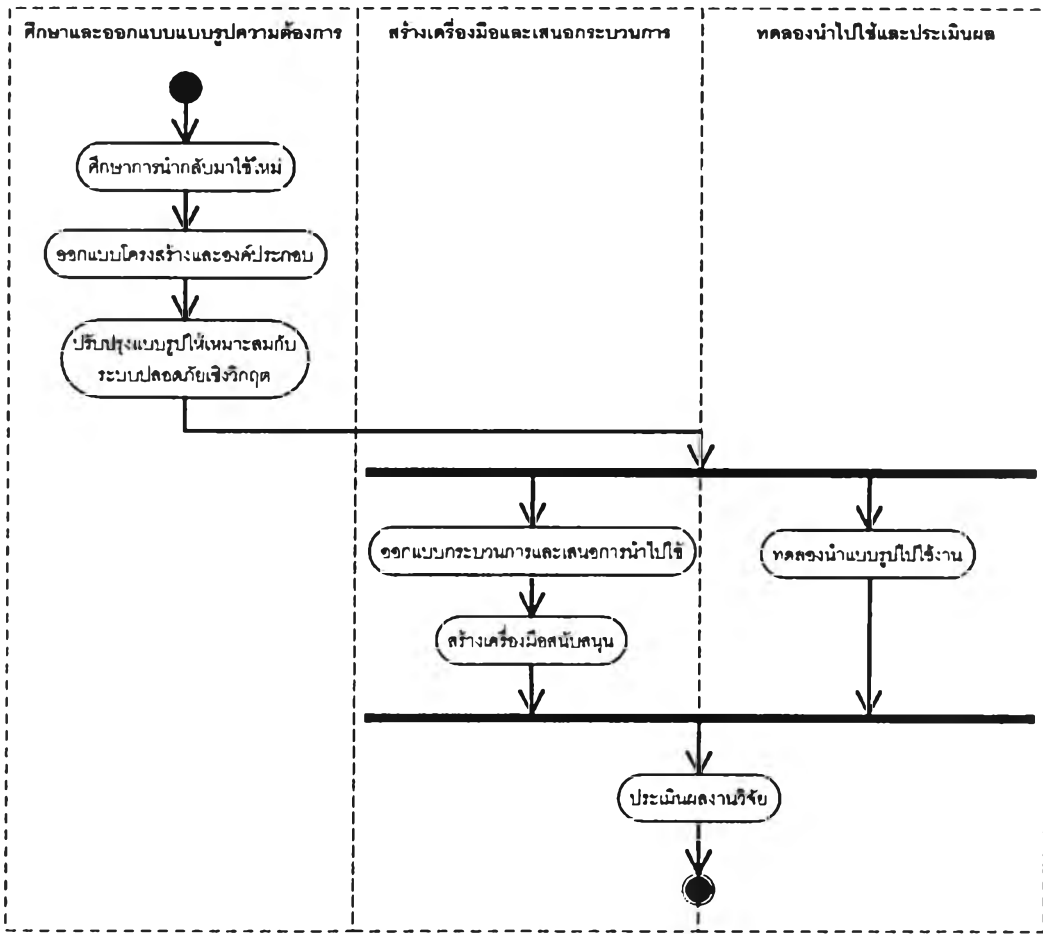 ศึกษาและออกแบบแบบรูปความต้องการ
สร้างเครื่องมือและเสนอกระบวนการ
ทดลองนำไปใช้และประเมินผล
ศึกษาการนำกลับมาใช้ใหม่
ออกแบบโครงสร้างและองค์ประกอบ
ปรับปรุงแบบรูปให้เหมาะสมกับ
ระบบปลอดภัยเชิงวิกฤต
ออกแบบกระบวนการและเสนอการนำไปใช้
ทดลองนำแบบรูปไปใช้งาน
สร้างเครื่องมือสนับสนุน
ประเมินผลงานวิจัย